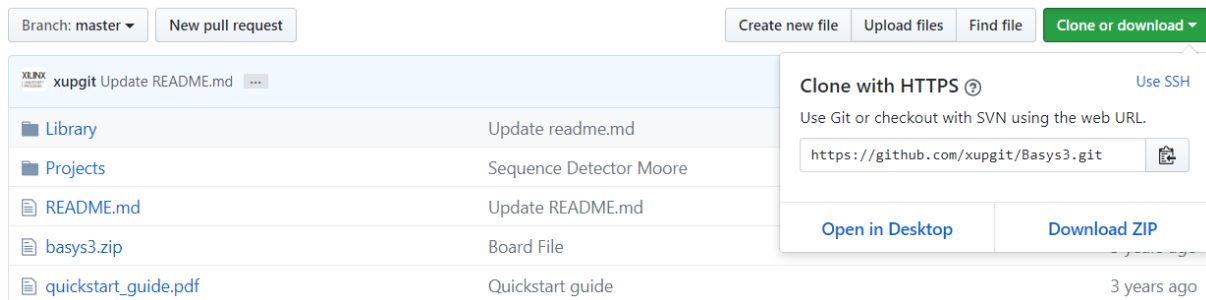 Branch: master New pull request Create new file Upload files Find file Clone or download
XILINX xupgit Update README.md ...
Clone with HTTPS ? Use SSH
Use Git or checkout with SVN using the web URL.
https://github.com/xupgit/Basys3.git
Open in Desktop Download ZIP
Library Update readme.md
Projects Sequence Detector Moore
README.md Update README.md
basys3.zip Board File
quickstart_guide.pdf Quickstart guide 3 years ago